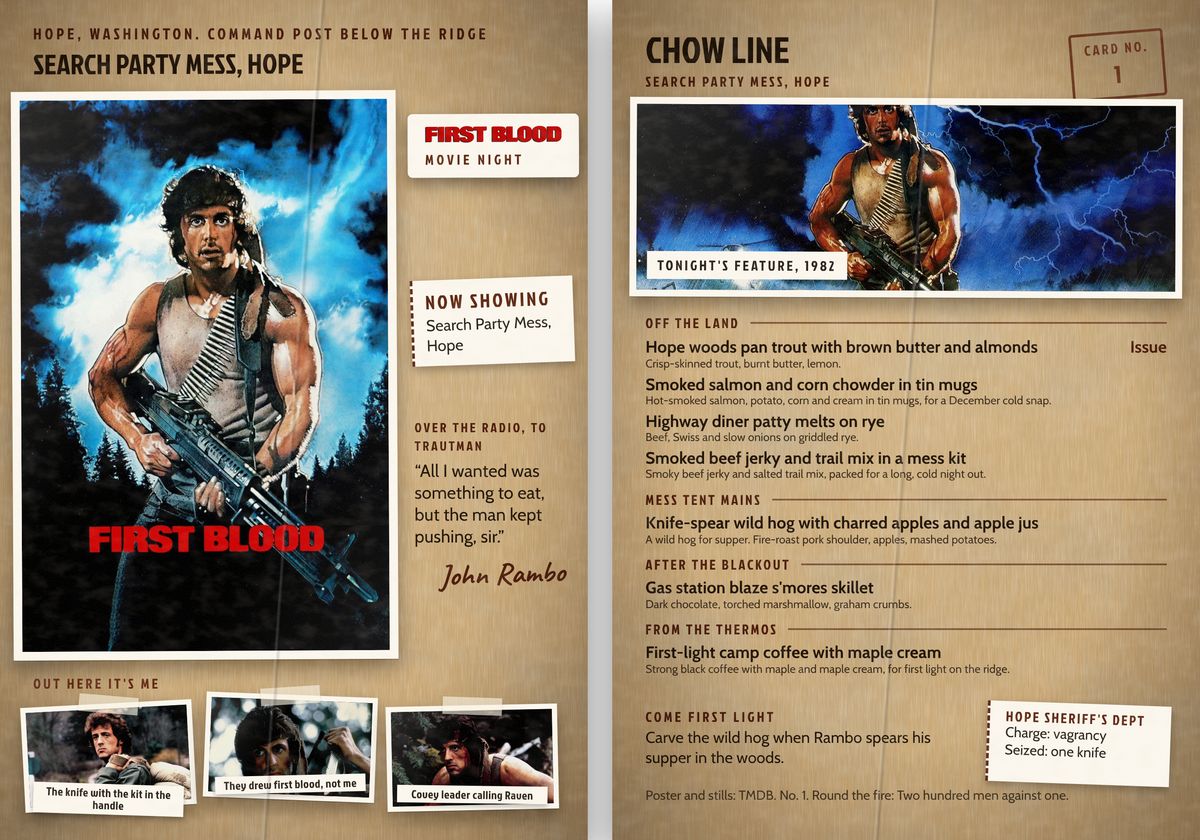 HOPE, WASHINGTON. COMMAND POST BELOW THE RIDGE
SEARCH PARTY MESS, HOPE
FIRST BLOOD
FIRST BLOOD
MOVIE NIGHT
NOW SHOWING
Search Party Mess,
Hope
OVER THE RADIO, TO
TRAUTMAN
“All I wanted was
something to eat,
but the man kept
pushing, sir.”
John Rambo
OUT HERE IT'S ME
The knife with the kit in the
handle
They drew first blood, not me
Covey leader calling Raven
CHOW LINE
SEARCH PARTY MESS, HOPE
CARD NO.
1
TONIGHT'S FEATURE, 1982
OFF THE LAND
Hope woods pan trout with brown butter and almonds Issue
Crisp-skinned trout, burnt butter, lemon.
Smoked salmon and corn chowder in tin mugs
Hot-smoked salmon, potato, corn and cream in tin mugs, for a December cold snap.
Highway diner patty melts on rye
Beef, Swiss and slow onions on griddled rye.
Smoked beef jerky and trail mix in a mess kit
Smoky beef jerky and salted trail mix, packed for a long, cold night out.
MESS TENT MAINS
Knife-spear wild hog with charred apples and apple jus
A wild hog for supper. Fire-roast pork shoulder, apples, mashed potatoes.
AFTER THE BLACKOUT
Gas station blaze s'mores skillet
Dark chocolate, torched marshmallow, graham crumbs.
FROM THE THERMOS
First-light camp coffee with maple cream
Strong black coffee with maple and maple cream, for first light on the ridge.
COME FIRST LIGHT
Carve the wild hog when Rambo spears his
supper in the woods.
HOPE SHERIFF'S DEPT
Charge: vagrancy
Seized: one knife
Poster and stills: TMDB. No. 1. Round the fire: Two hundred men against one.